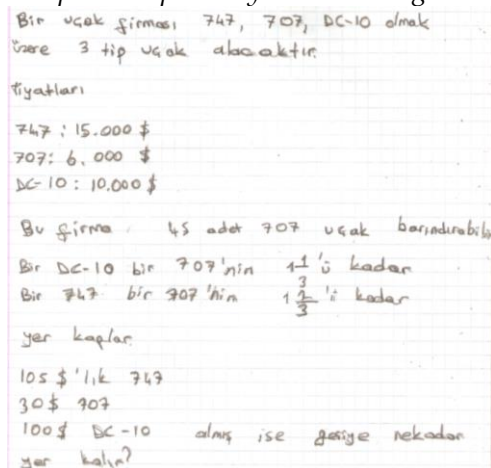 Bir uçak firması 747, 707, DC-10 olmak
üzere 3 tip uçak alacaktır.
fiyatları
747 : 15.000 $
707: 6.000 $
DC-10 : 10.000 $
Bu firma 45 adet 707 uçak barındırabilir
Bir DC-10 bir 707'nin 1 1/3 'ü kadar
Bir 747 bir 707'nin 1 2/3 'ü kadar
yer kaplar.
105 $ 'lık 747
30$ 707
100$ DC-10 almış ise geriye nekadar
yer kalır?